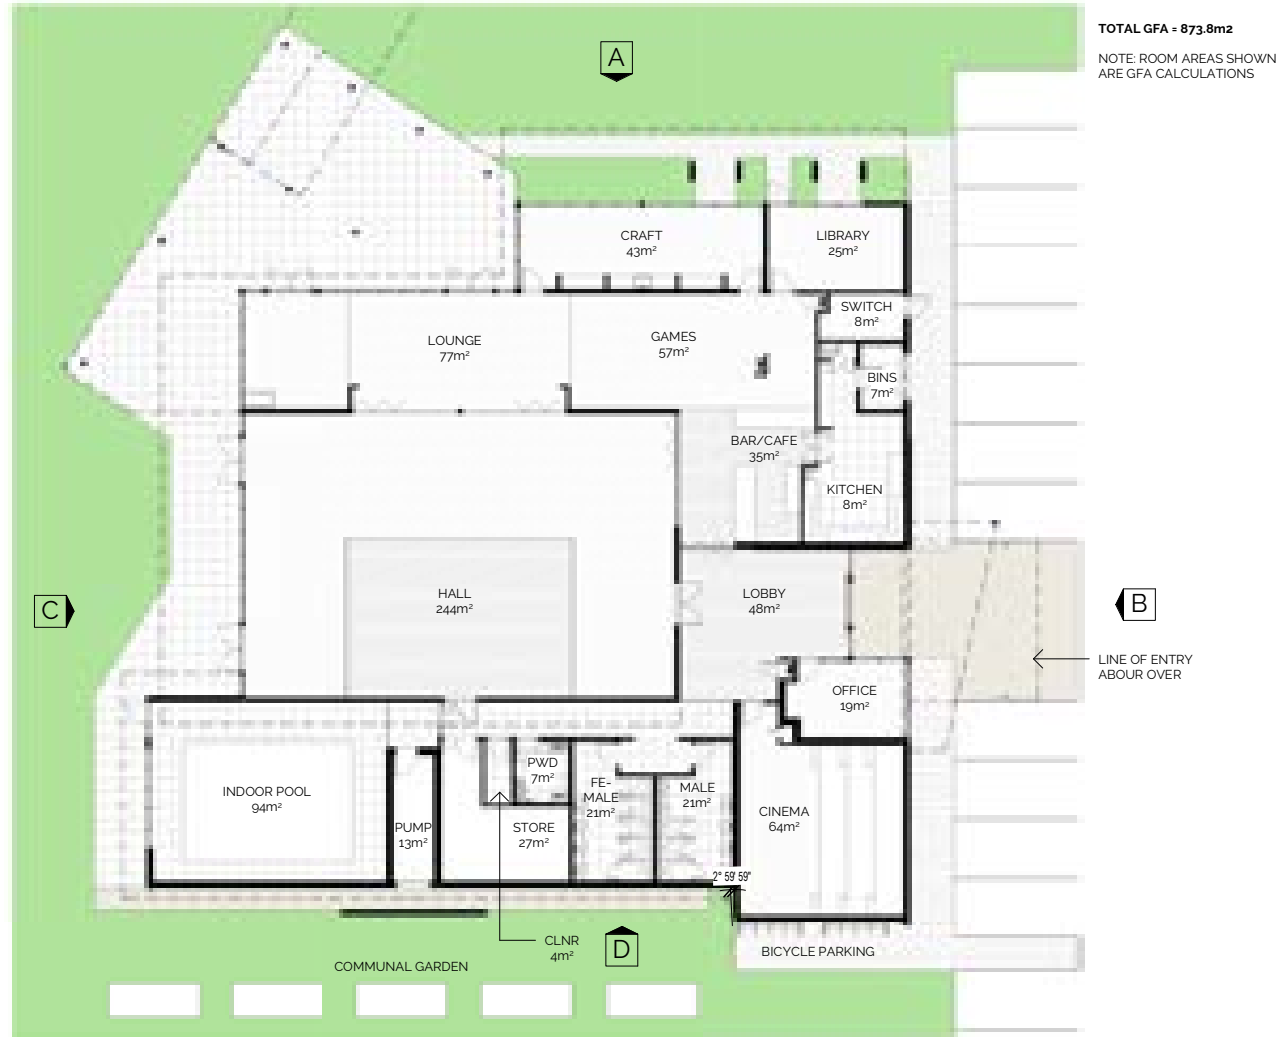 TOTAL GFA = 873.8m2
NOTE: ROOM AREAS SHOWN
ARE GFA CALCULATIONS
A
CRAFT
43m²
LIBRARY
25m²
SWITCH
8m²
LOUNGE
77m²
GAMES
57m²
BINS
7m²
BAR/CAFE
35m²
KITCHEN
8m²
C
HALL
244m²
LOBBY
48m²
B
LINE OF ENTRY
ABOUR OVER
OFFICE
19m²
INDOOR POOL
94m²
PWD
7m²
FE-
MALE
21m²
MALE
21m²
PUMP
13m²
STORE
27m²
CINEMA
64m²
2° 59' 59"
CLNR
4m²
D
BICYCLE PARKING
COMMUNAL GARDEN